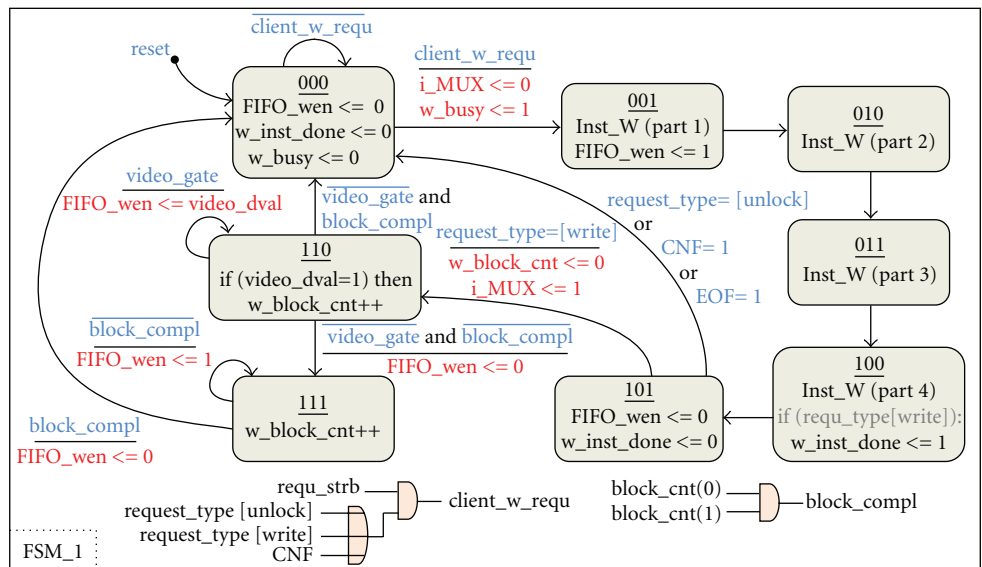 client_w_requ
reset
000
FIFO_wen <= 0
w_inst_done <= 0
w_busy <= 0
client_w_requ
i_MUX <= 0
w_busy <= 1
001
Inst_W (part 1)
FIFO_wen <= 1
010
Inst_W (part 2)
video_gate
FIFO_wen <= video_dval
video_gate and
block_compl
request_type= [unlock]
or
CNF= 1
or
EOF= 1
request_type=[write]
w_block_cnt <= 0
i_MUX <= 1
110
if (video_dval=1) then
w_block_cnt++
011
Inst_W (part 3)
block_compl
FIFO_wen <= 1
video_gate and block_compl
FIFO_wen <= 0
111
w_block_cnt++
101
FIFO_wen <= 0
w_inst_done <= 0
100
Inst_W (part 4)
if (requ_type[write]):
w_inst_done <= 1
block_compl
FIFO_wen <= 0
requ_strb
request_type [unlock]
request_type [write]
CNF
client_w_requ
block_cnt(0)
block_cnt(1)
block_compl
FSM_1